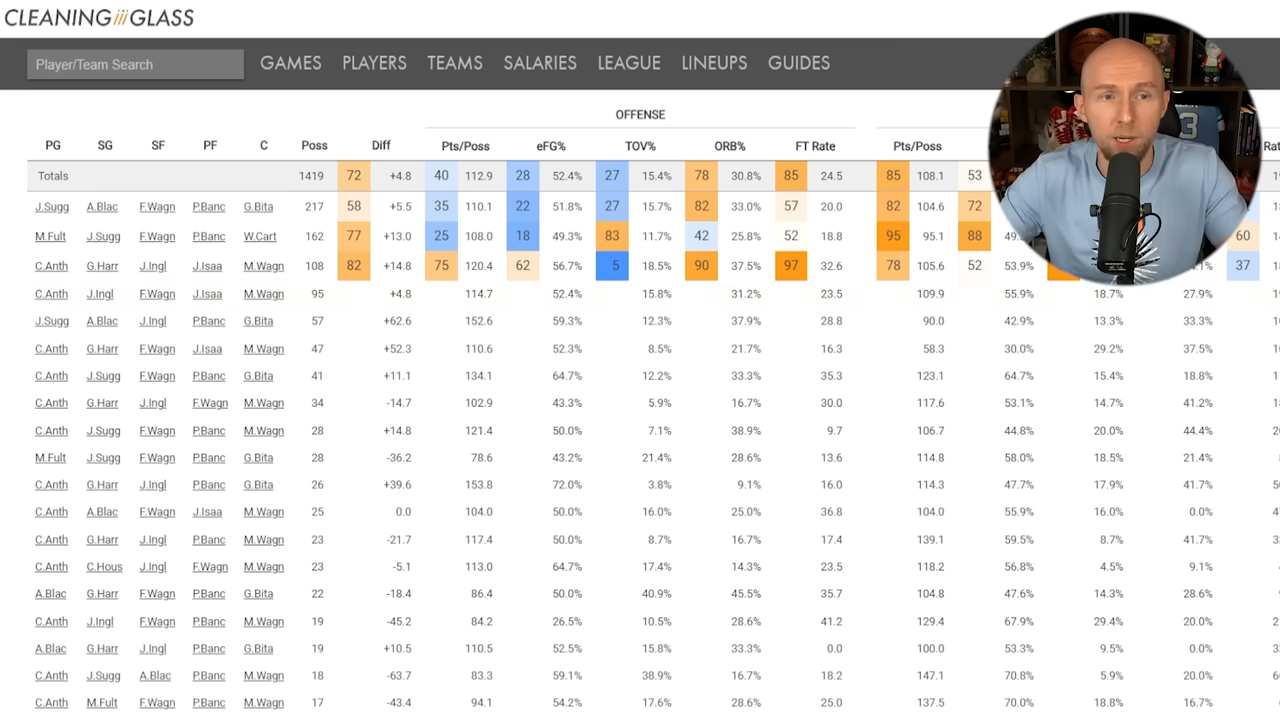 CLEANING GLASS
Player/Team Search GAMES PLAYERS TEAMS SALARIES LEAGUE LINEUPS GUIDES
OFFENSE
PG SG SF PF C Poss Diff Pts/Poss eFG% TOV% ORB% FT Rate Pts/Poss
Totals 1419 72 +4.8 40 112.9 28 52.4% 27 15.4% 78 30.8% 85 24.5 85 108.1 53
J.Sugg A.Blac F.Wagn P.Banc G.Bita 217 58 35 110.1 22 51.8% 27 15.7% 82 33.0% 57 20.0 82 104.6 72
M.Fult J.Sugg F.Wagn P.Banc W.Cart 162 77 +13.0 25 108.0 18 49.3% 83 11.7% 42 25.8% 52 18.8 95 95.1 88 60
C.Anth G.Harr J.Ingl J.Isaa M.Wagn 108 82 +14.8 75 120.4 62 56.7% 5 18.5% 90 37.5% 97 32.6 78 105.6 52 53.9% 37
C.Anth J.Ingl F.Wagn J.Isaa M.Wagn 95 +4.8 114.7 52.4% 15.8% 31.2% 23.5 109.9 55.9% 18.7% 27.9%
J.Sugg A.Blac J.Ingl P.Banc G.Bita 57 +62.6 152.6 59.3% 12.3% 37.9% 28.8 90.0 42.9% 13.3% 33.3%
C.Anth G.Harr F.Wagn J.Isaa M.Wagn 47 +52.3 110.6 52.3% 8.5% 21.7% 16.3 58.3 30.0% 29.2% 37.5%
C.Anth J.Sugg F.Wagn P.Banc G.Bita 41 +11.1 134.1 64.7% 12.2% 33.3% 35.3 123.1 64.7% 15.4% 18.8%
C.Anth G.Harr J.Ingl F.Wagn M.Wagn 34 -14.7 102.9 43.3% 5.9% 16.7% 30.0 117.6 53.1% 14.7% 41.2%
C.Anth J.Sugg F.Wagn P.Banc M.Wagn 28 +14.8 121.4 50.0% 7.1% 38.9% 9.7 106.7 44.8% 20.0% 44.4%
M.Fult J.Sugg F.Wagn P.Banc G.Bita 28 -36.2 78.6 43.2% 21.4% 28.6% 13.6 114.8 58.0% 18.5% 21.4%
C.Anth G.Harr J.Ingl P.Banc G.Bita 26 +39.6 153.8 72.0% 3.8% 9.1% 16.0 114.3 47.7% 17.9% 41.7%
C.Anth A.Blac F.Wagn J.Isaa M.Wagn 25 0.0 104.0 50.0% 16.0% 25.0% 36.8 104.0 55.9% 16.0% 0.0%
C.Anth G.Harr J.Ingl P.Banc M.Wagn 23 -21.7 117.4 50.0% 8.7% 16.7% 17.4 139.1 59.5% 8.7% 41.7%
C.Anth C.Hous J.Ingl F.Wagn M.Wagn 23 -5.1 113.0 64.7% 17.4% 14.3% 23.5 118.2 56.8% 4.5% 9.1%
A.Blac G.Harr F.Wagn P.Banc G.Bita 22 -18.4 86.4 50.0% 40.9% 45.5% 35.7 104.8 47.6% 14.3% 28.6%
C.Anth J.Ingl F.Wagn P.Banc M.Wagn 19 -45.2 84.2 26.5% 10.5% 28.6% 41.2 129.4 67.9% 29.4% 20.0%
A.Blac G.Harr J.Ingl P.Banc G.Bita 19 +10.5 110.5 52.5% 15.8% 33.3% 0.0 100.0 53.3% 9.5% 0.0%
C.Anth J.Sugg A.Blac P.Banc M.Wagn 18 -63.7 83.3 59.1% 38.9% 16.7% 18.2 147.1 70.8% 5.9% 20.0%
C.Anth M.Fult F.Wagn P.Banc M.Wagn 17 -43.4 94.1 54.2% 17.6% 28.6% 25.0 137.5 70.0% 18.8% 16.7%